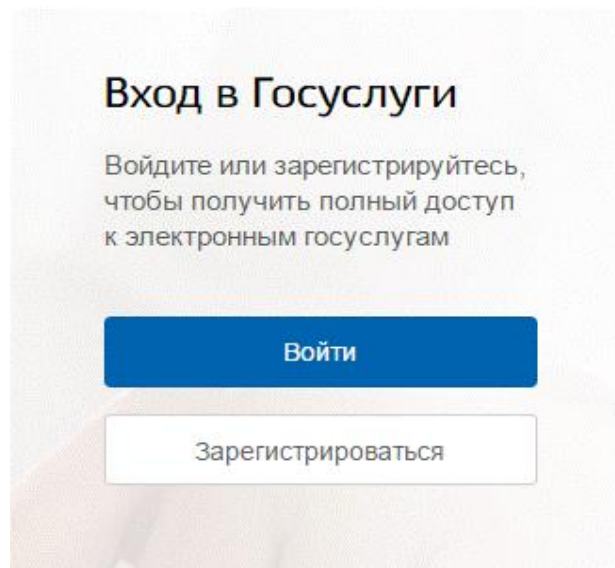 Вход в Госуслуги
Войдите или зарегистрируйтесь,
чтобы получить полный доступ
к электронным госуслугам
Войти
Зарегистрироваться